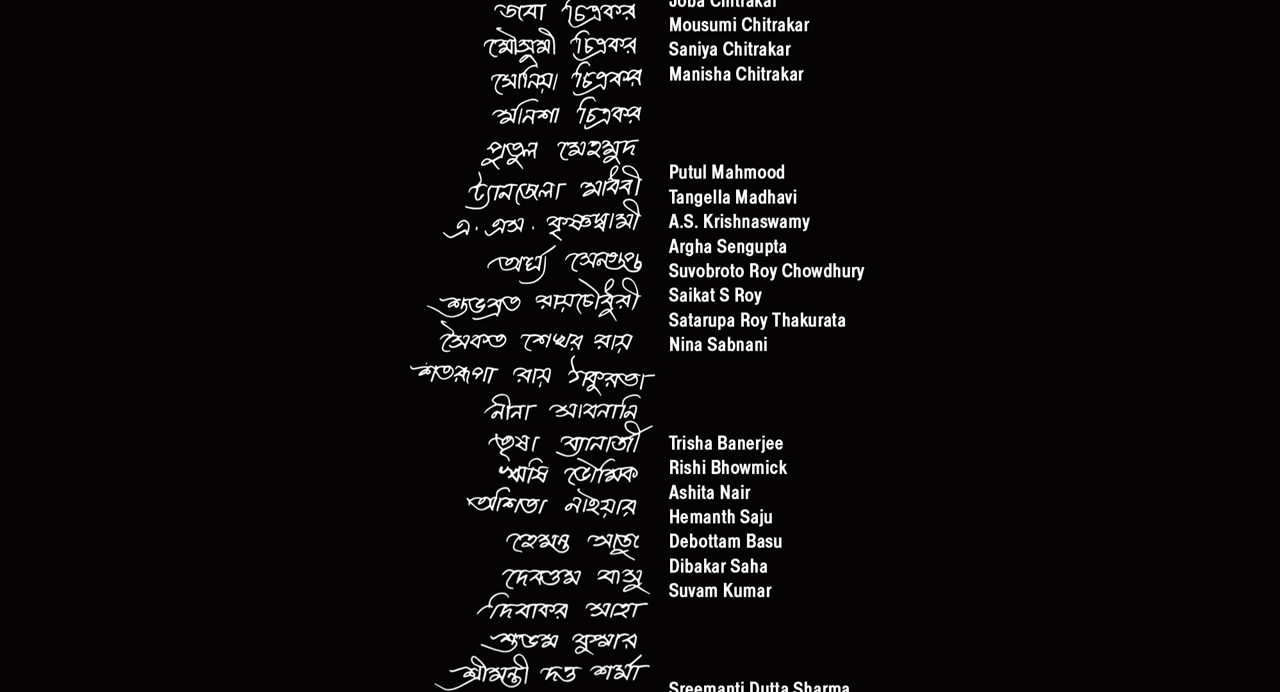 জবা চিত্রকর
মৌসুমী চিত্রকর
সোনিয়া চিত্রকর
মনিশা চিত্রকর
পুতুল মেহমুদ
ট্যানজেলা মাধবী
এ. এস. কৃষ্ণস্বামী
অর্ঘ্য সেনগুপ্ত
শুভব্রত রায়চৌধুরী
সৈকত শেখর রায়
শতরূপা রায় ঠাকুরতা
নীনা সাবনানি
তৃষা ব্যানার্জী
ঋষি ভৌমিক
অশিতা নাইয়ার
হেমন্ত সাজু
দেবত্তম বাসু
দিবাকর সাহা
শুভম কুমার
শ্রীমন্তী দত্ত শর্মা
Joba Chitrakar
Mousumi Chitrakar
Saniya Chitrakar
Manisha Chitrakar
Putul Mahmood
Tangella Madhavi
A.S. Krishnaswamy
Argha Sengupta
Suvobroto Roy Chowdhury
Saikat S Roy
Satarupa Roy Thakurata
Nina Sabnani
Trisha Banerjee
Rishi Bhowmick
Ashita Nair
Hemanth Saju
Debottam Basu
Dibakar Saha
Suvam Kumar
Sreemanti Dutta Sharma